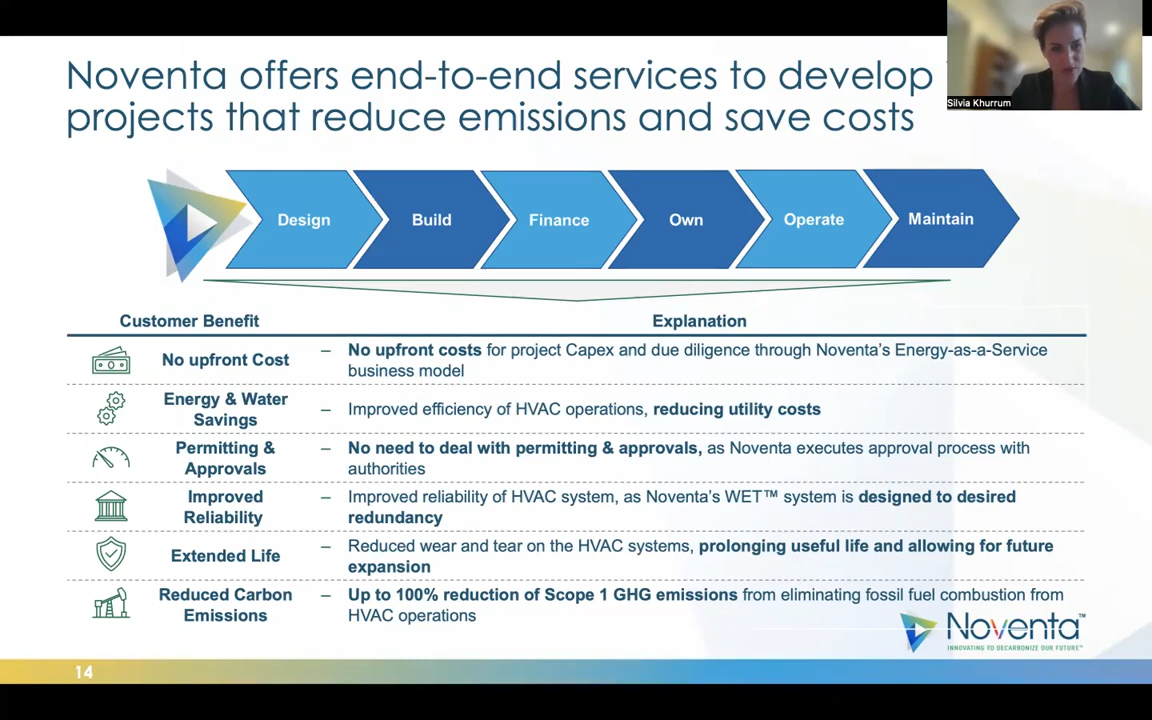 Noventa offers end-to-end services to develop
projects that reduce emissions and save costs
Silvia Khurrum
Design
Build
Finance
Own
Operate
Maintain
Customer Benefit
Explanation
No upfront Cost
– No upfront costs for project Capex and due diligence through Noventa's Energy-as-a-Service
business model
Energy & Water
Savings
– Improved efficiency of HVAC operations, reducing utility costs
Permitting &
Approvals
– No need to deal with permitting & approvals, as Noventa executes approval process with
authorities
Improved
Reliability
– Improved reliability of HVAC system, as Noventa's WET™ system is designed to desired
redundancy
Extended Life
– Reduced wear and tear on the HVAC systems, prolonging useful life and allowing for future
expansion
Reduced Carbon
Emissions
– Up to 100% reduction of Scope 1 GHG emissions from eliminating fossil fuel combustion from
HVAC operations
Noventa™
INNOVATING TO DECARBONIZE OUR FUTURE™
14